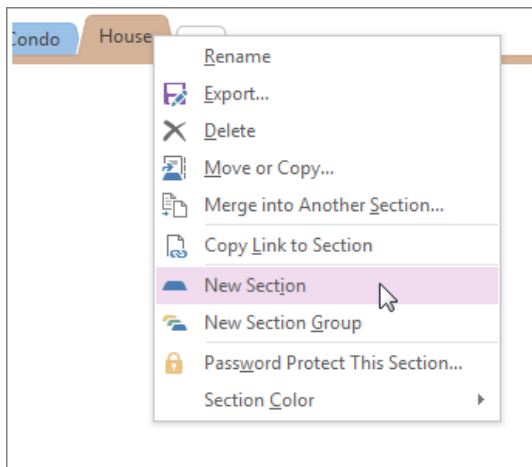 Condo House
Rename
Export...
Delete
Move or Copy...
Merge into Another Section...
Copy Link to Section
New Section
New Section Group
Password Protect This Section...
Section Color